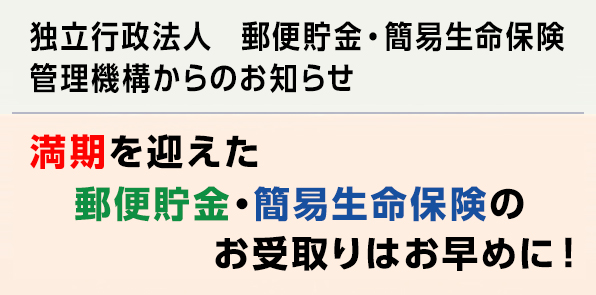 独立行政法人　郵便貯金・簡易生命保険
管理機構からのお知らせ
満期を迎えた
郵便貯金・簡易生命保険の
お受取りはお早めに！